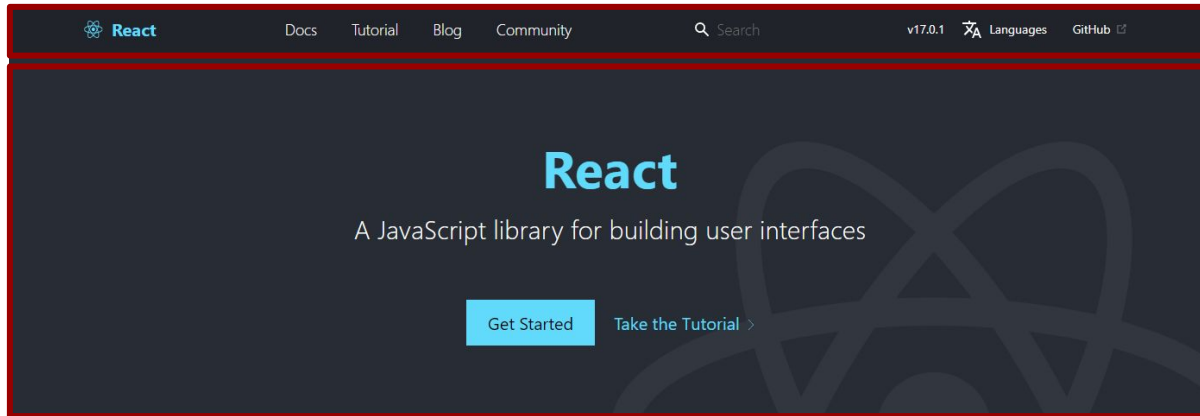 React Docs Tutorial Blog Community Search v17.0.1 Languages GitHub
React
A JavaScript library for building user interfaces
Get Started Take the Tutorial >